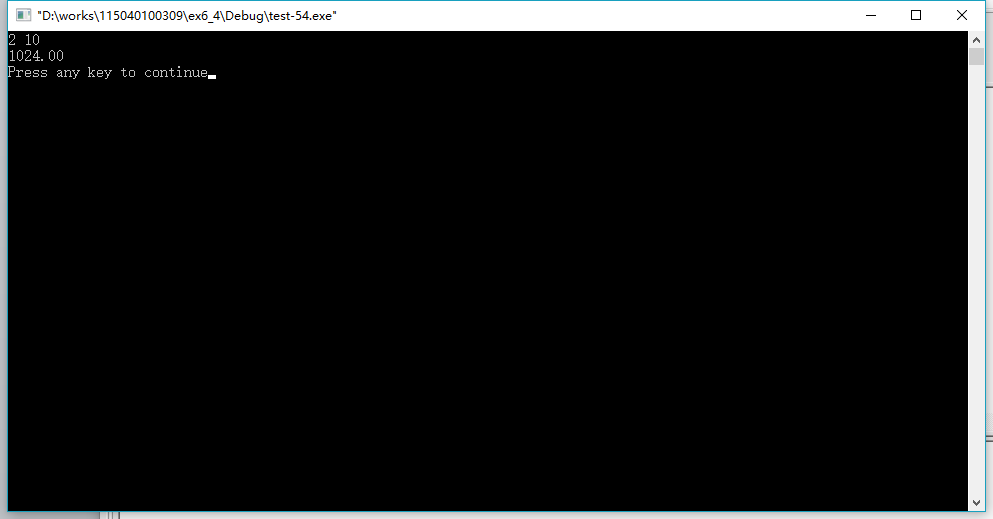 "D:\works\115040100309\ex6_4\Debug\test-54.exe"
2 10
1024.00
Press any key to continue